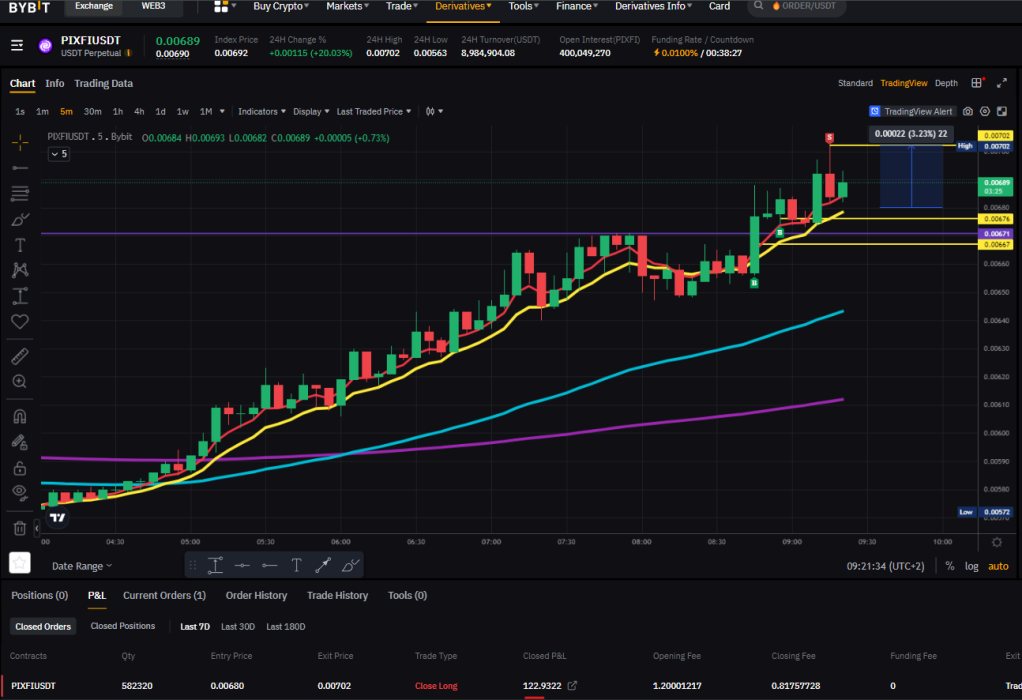 BYBIT Exchange WEB3 Buy Crypto Markets Trade Derivatives Tools Finance Derivatives Info Card ORDER/USDT
PIXFIUSDT 0.00689 Index Price 24H Change % 24H High 24H Low 24H Turnover(USDT) Open Interest(PIXFI) Funding Rate / Countdown
USDT Perpetual 0.00690 0.00692 +0.00115 (+20.03%) 0.00702 0.00563 8,984,904.08 400,049,270 0.0100% / 00:38:27
Chart Info Trading Data Standard TradingView Depth
1s 1m 5m 30m 1h 4h 1d 1w 1M Indicators Display Last Traded Price TradingView Alert
PIXFIUSDT . 5 . Bybit O0.00684 H0.00693 L0.00682 C0.00689 +0.00005 (+0.73%)
5
0.00022 (3.23%) 22
S
0.00702
High 0.00702
0.00689
01:25
0.00680
0.00676
B
0.00671
0.00667
0.00660
B
0.00650
0.00640
0.00630
0.00620
0.00610
0.00600
0.00590
0.00580
Low 0.00572
00 04:30 05:00 05:30 06:00 06:30 07:00 07:30 08:00 08:30 09:00 09:30 10:00
Date Range T 09:21:34 (UTC+2) % log auto
Positions (0) P&L Current Orders (1) Order History Trade History Tools (0)
Closed Orders Closed Positions Last 7D Last 30D Last 180D
Contracts Qty Entry Price Exit Price Trade Type Closed P&L Opening Fee Closing Fee Funding Fee Exit
PIXFIUSDT 582320 0.00680 0.00702 Close Long 122.9322 1.20001217 0.81757728 0 Trad